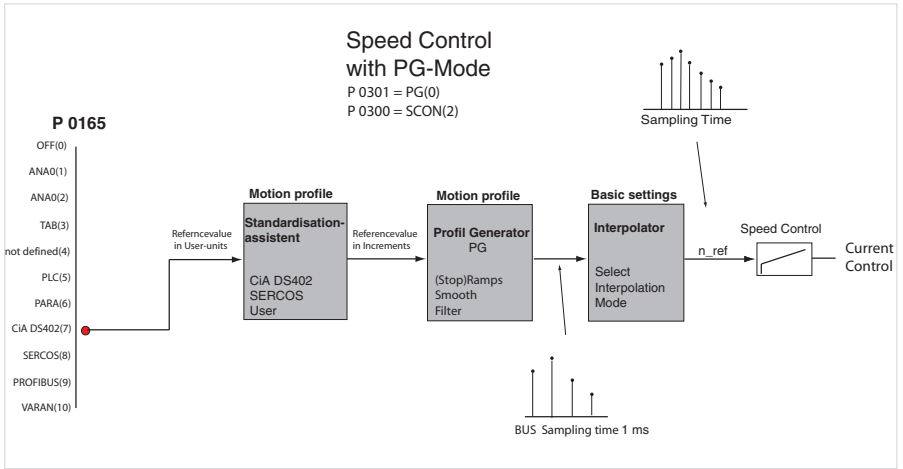 Speed Control
with PG-Mode
P 0301 = PG(0)
P 0300 = SCON(2)
P 0165
OFF(0)
ANA0(1)
ANA0(2)
TAB(3)
not defined(4)
PLC(5)
PARA(6)
CiA DS402(7)
SERCOS(8)
PROFIBUS(9)
VARAN(10)
Referncevalue
in User-units
Motion profile
Standardisation-
assistent
CiA DS402
SERCOS
User
Referencevalue
in Increments
Motion profile
Profil Generator
PG
(Stop)Ramps
Smooth
Filter
BUS Sampling time 1 ms
Basic settings
Interpolator
Select
Interpolation
Mode
Sampling Time
n_ref
Speed Control
Current
Control